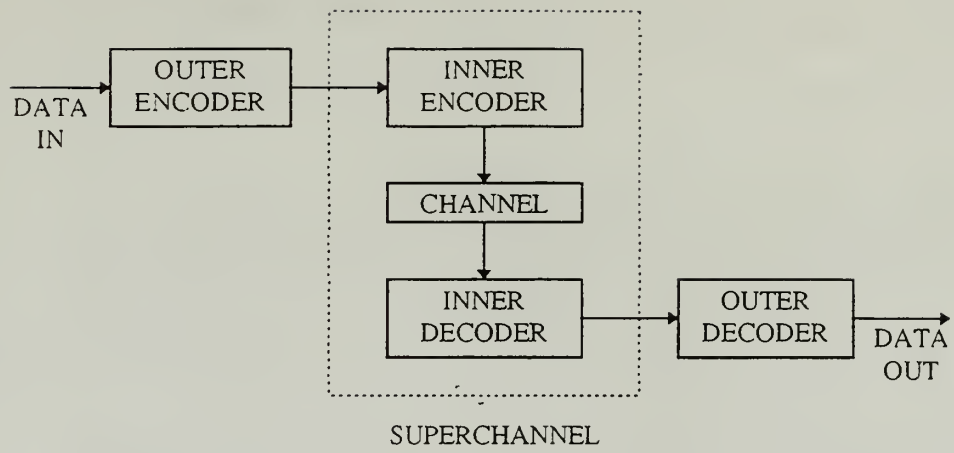 OUTER
ENCODER
INNER
ENCODER
DATA
IN
CHANNEL
INNER
DECODER
OUTER
DECODER
DATA
OUT
SUPERCHANNEL